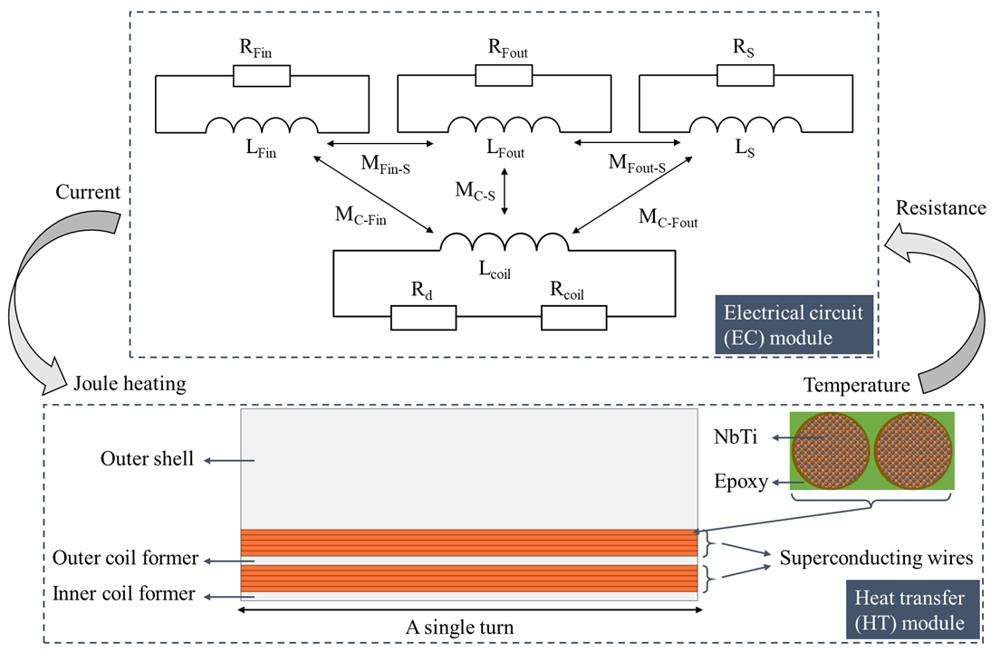 R_Fin
R_Fout
R_S
L_Fin
L_Fout
L_S
M_Fin-S
M_Fout-S
M_C-S
M_C-Fin
M_C-Fout
L_coil
R_d
R_coil
Electrical circuit
(EC) module
Current
Resistance
Joule heating
Temperature
Outer shell
NbTi
Epoxy
Outer coil former
Superconducting wires
Inner coil former
A single turn
Heat transfer
(HT) module